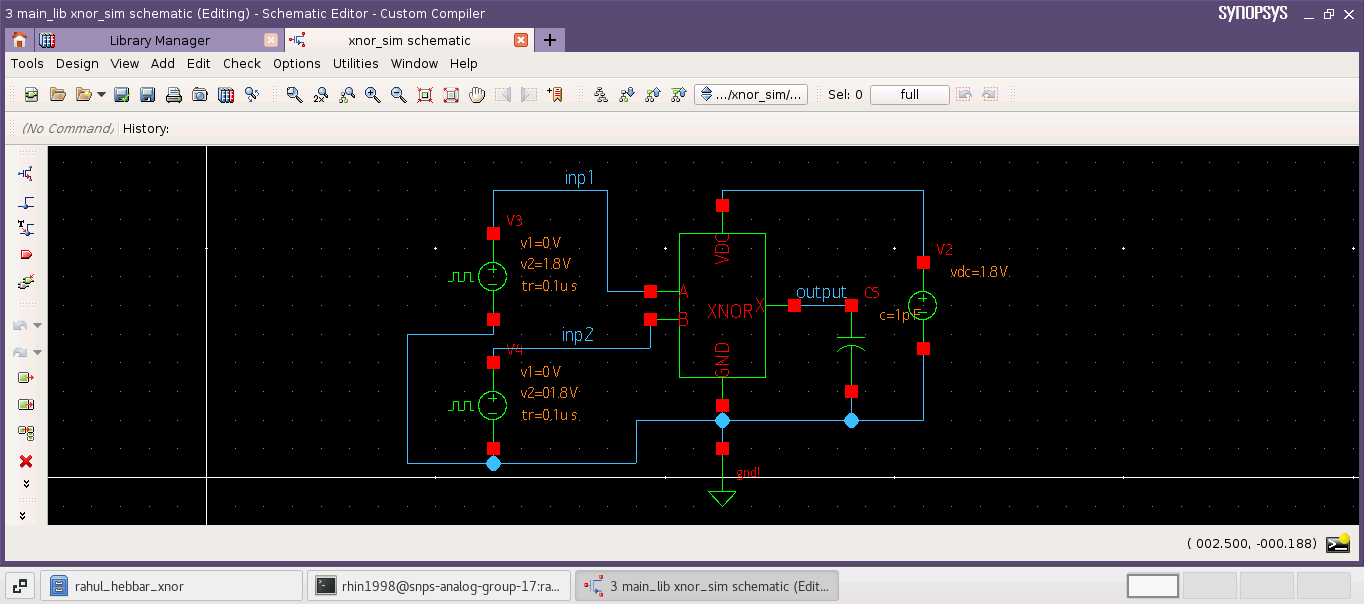 3 main_lib xnor_sim schematic (Editing) - Schematic Editor - Custom Compiler
SYNOPSYS
Library Manager
xnor_sim schematic
Tools Design View Add Edit Check Options Utilities Window Help
.../xnor_sim/...
Sel: 0
full
(No Command)
History:
inp1
V3
v1=0V
v2=1.8V
tr=0.1us
VDC
V2
vdc=1.8V
A
output
C5
XNOR
X
c=1pF
B
inp2
V4
GND
v1=0V
v2=01.8V
tr=0.1us
gnd!
( 002.500, -000.188)
rahul_hebbar_xnor
rhin1998@snps-analog-group-17:ra...
3 main_lib xnor_sim schematic (Edit...